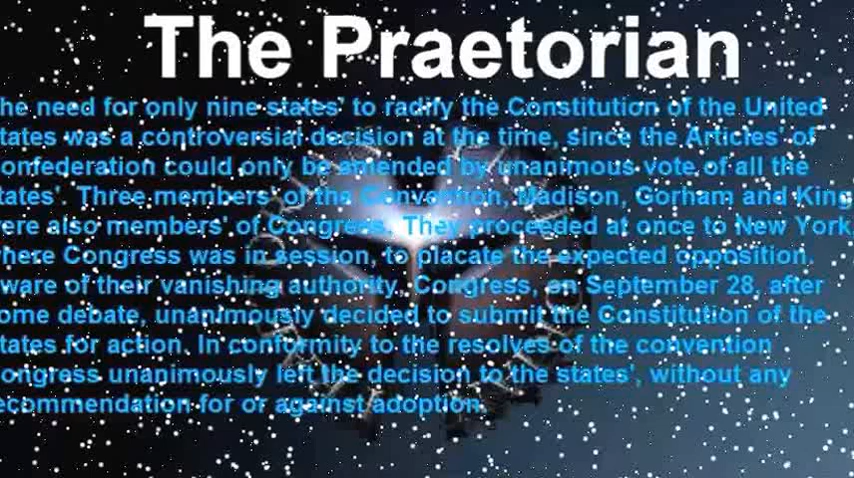 The Praetorian
he need for only nine states' to radify the Constitution of the United
tates was a controversial decision at the time, since the Articles' of
onfederation could only be amended by unanimous vote of all the
tates'. Three members' of the Convention, Madison, Gorham and King
ere also members' of Congress. They proceeded at once to New York
here Congress was in session, to placate the expected opposition.
ware of their vanishing authority, Congress, on September 28, after
ome debate, unanimously decided to submit the Constitution of the
tates for action. In conformity to the resolves of the convention
ongress unanimously left the decision to the states', without any
ecommendation for or against adoption.